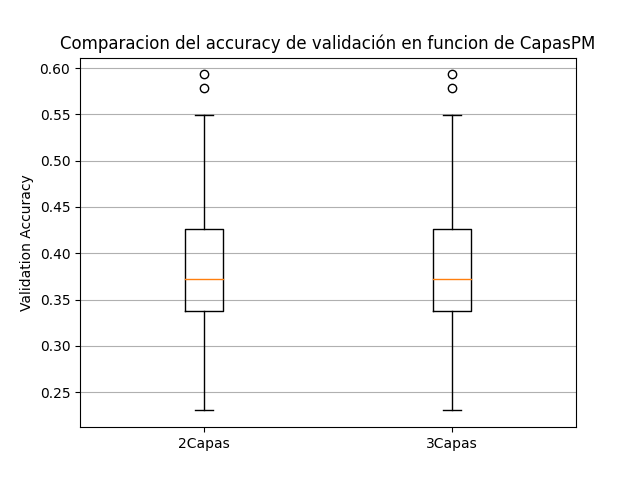 Comparacion del accuracy de validación en funcion de CapasPM
Validation Accuracy
0.60
0.55
0.50
0.45
0.40
0.35
0.30
0.25
2Capas
3Capas